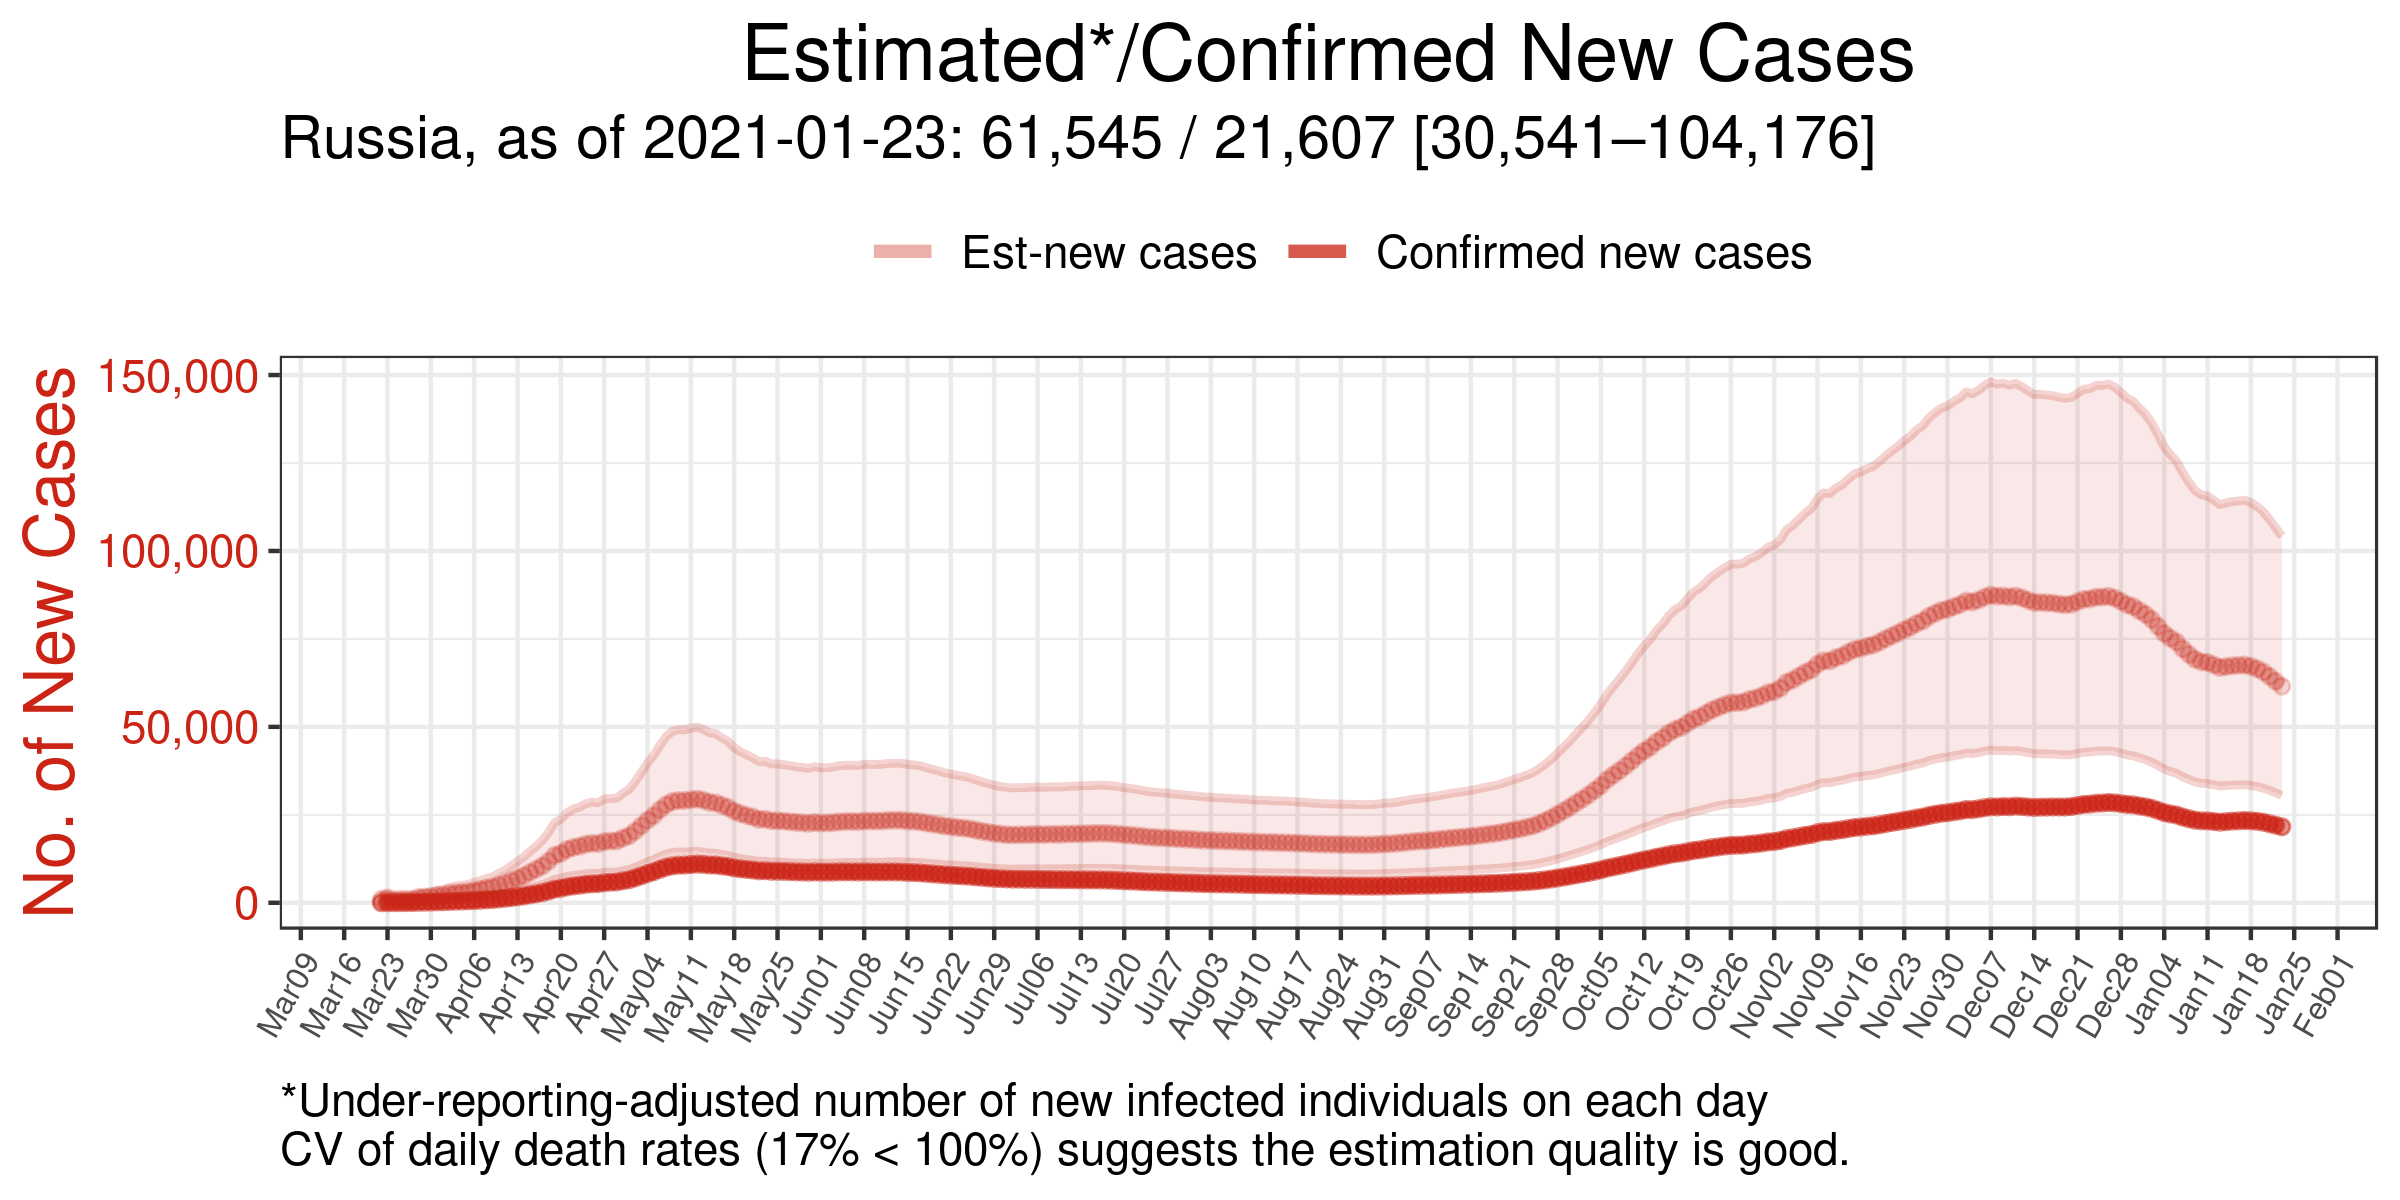 Estimated*/Confirmed New Cases
Russia, as of 2021-01-23: 61,545 / 21,607 [30,541–104,176]
Est-new cases
Confirmed new cases
No. of New Cases
150,000
100,000
50,000
0
Mar09
Mar16
Mar23
Mar30
Apr06
Apr13
Apr20
Apr27
May04
May11
May18
May25
Jun01
Jun08
Jun15
Jun22
Jun29
Jul06
Jul13
Jul20
Jul27
Aug03
Aug10
Aug17
Aug24
Aug31
Sep07
Sep14
Sep21
Sep28
Oct05
Oct12
Oct19
Oct26
Nov02
Nov09
Nov16
Nov23
Nov30
Dec07
Dec14
Dec21
Dec28
Jan04
Jan11
Jan18
Jan25
Feb01
*Under-reporting-adjusted number of new infected individuals on each day
CV of daily death rates (17% < 100%) suggests the estimation quality is good.